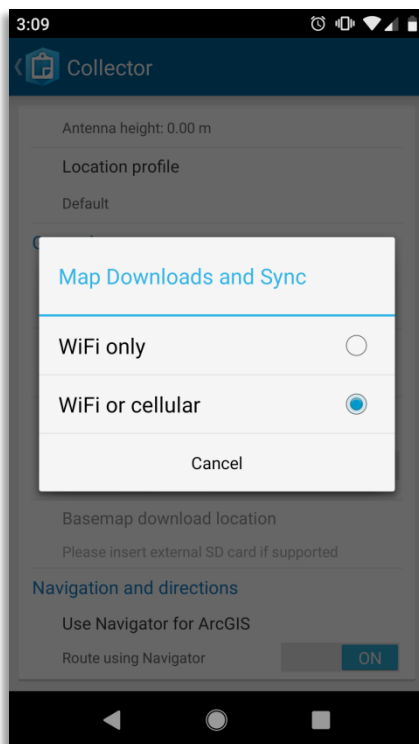 3:09
Collector
Antenna height: 0.00 m
Location profile
Default
Map Downloads and Sync
WiFi only
WiFi or cellular
Cancel
Basemap download location
Please insert external SD card if supported
Navigation and directions
Use Navigator for ArcGIS
Route using Navigator
ON